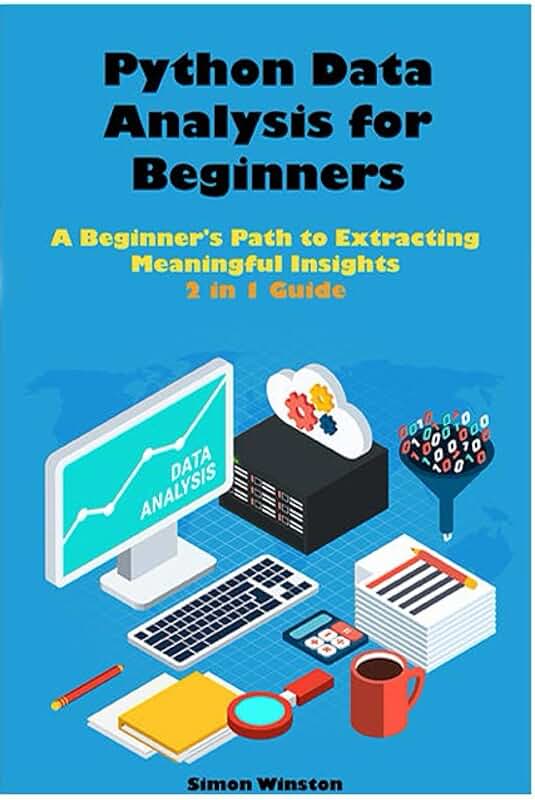 Python Data
Analysis for
Beginners
A Beginner's Path to Extracting
Meaningful Insights
2 in 1 Guide
DATA
ANALYSIS
Simon Winston